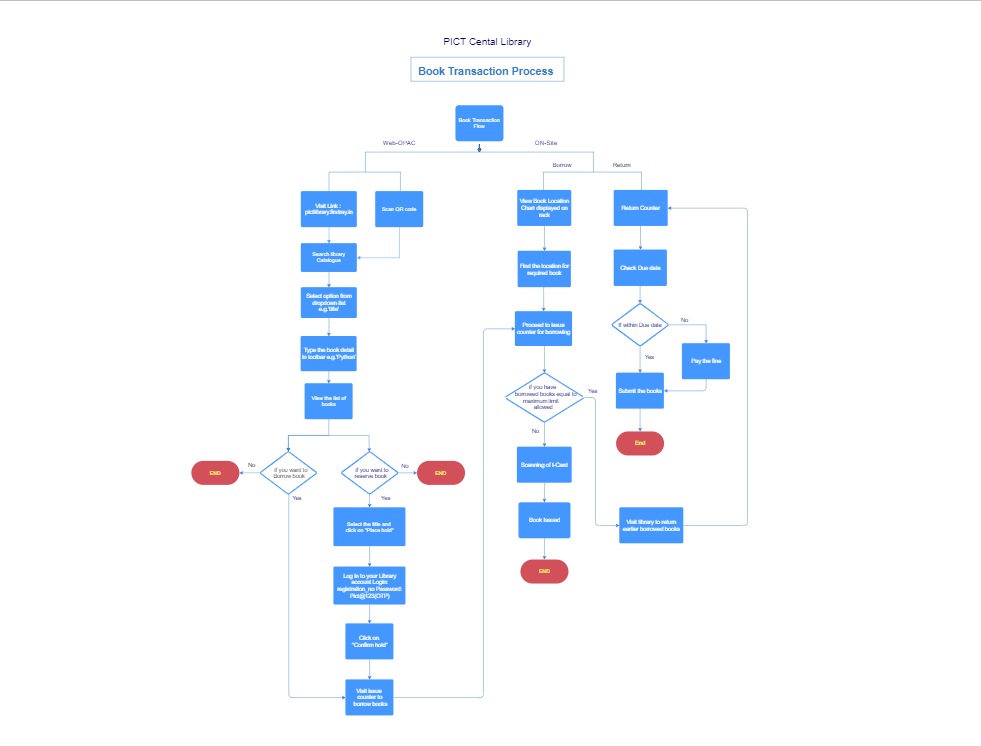 PICT Cental Library
Book Transaction Process
Book Transaction
Flow
Web-OPAC
ON-Site
Borrow
Return
Visit Link :
Scan QR code
Search library
Catalogue
Select option from
dropdown list
e.g.'title'
Type the book detail
in toolbar e.g.'Python'
View the list of
books
if you want to
borrow book
No
END
Yes
if you want to
reserve book
No
END
Yes
Select the title and
click on "Place hold"
Log in to your Library
account Login:
registration_no Password:
Pict@123(OTP)
Click on
"Confirm hold"
Visit issue
counter to
borrow books
View Book Location
Chart displayed on
rack
Find the location for
required book
Proceed to issue
counter for borrowing
if you have
borrowed books equal to
maximum limit
allowed
Yes
No
Scanning of I-Card
Book issued
END
Visit library to return
earlier borrowed books
Return Counter
Check Due date
If within Due date
No
Pay the fine
Yes
Submit the books
End